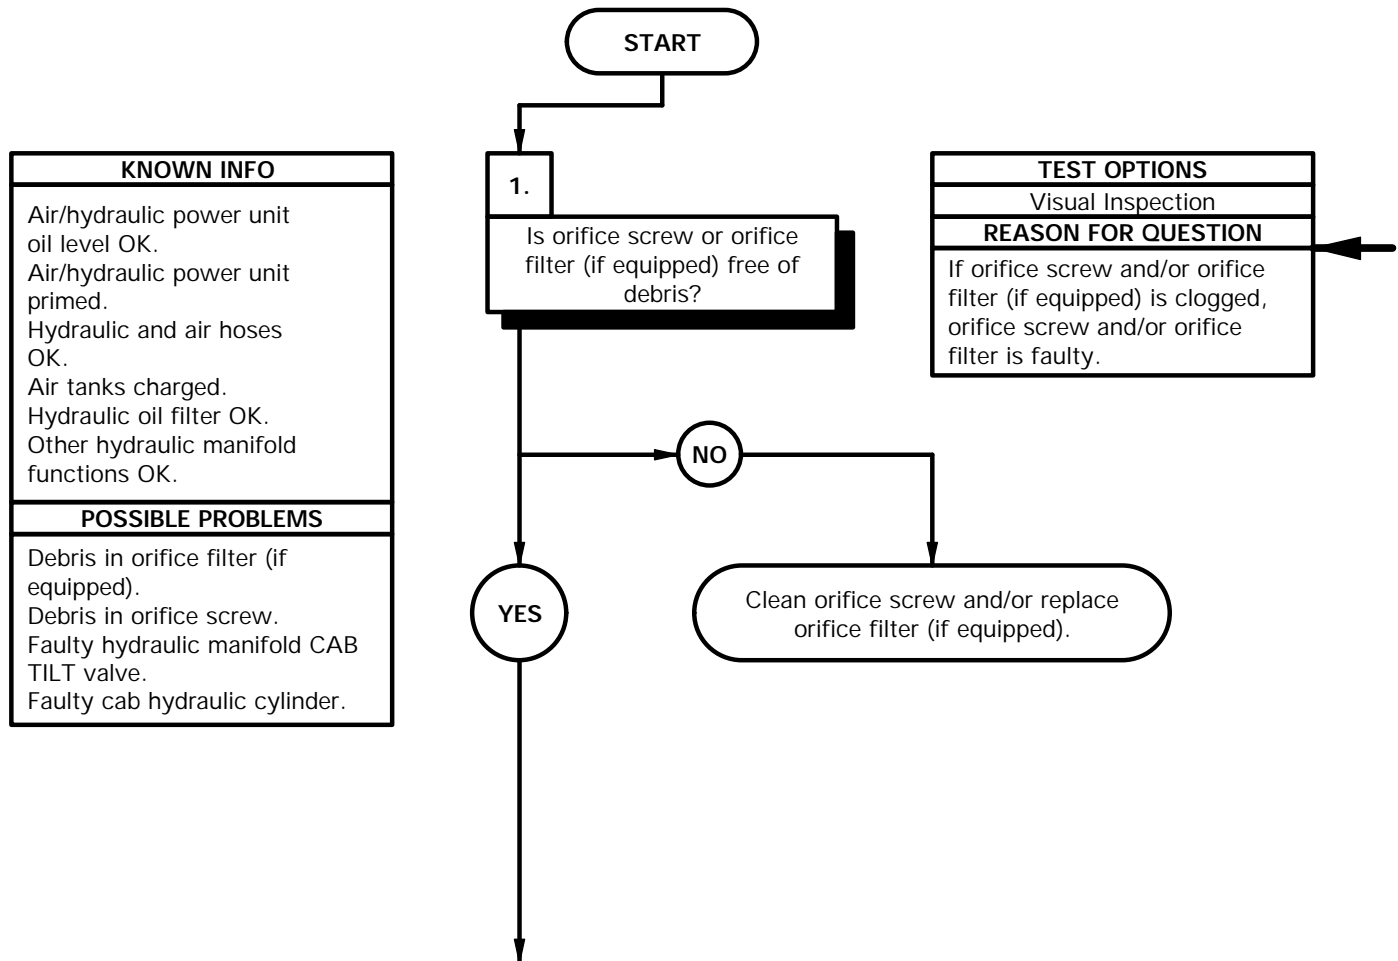 START
KNOWN INFO
Air/hydraulic power unit
oil level OK.
Air/hydraulic power unit
primed.
Hydraulic and air hoses
OK.
Air tanks charged.
Hydraulic oil filter OK.
Other hydraulic manifold
functions OK.
POSSIBLE PROBLEMS
Debris in orifice filter (if
equipped).
Debris in orifice screw.
Faulty hydraulic manifold CAB
TILT valve.
Faulty cab hydraulic cylinder.
1.
Is orifice screw or orifice
filter (if equipped) free of
debris?
TEST OPTIONS
Visual Inspection
REASON FOR QUESTION
If orifice screw and/or orifice
filter (if equipped) is clogged,
orifice screw and/or orifice
filter is faulty.
NO
YES
Clean orifice screw and/or replace
orifice filter (if equipped).